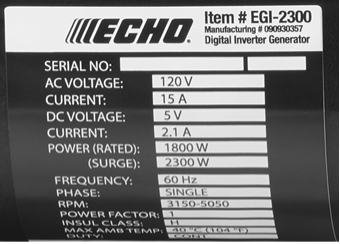 ECHO
Item # EGI-2300
Manufacturing # 090930357
Digital Inverter Generator
SERIAL NO:
AC VOLTAGE: 120 V
CURRENT: 15 A
DC VOLTAGE: 5 V
CURRENT: 2.1 A
POWER (RATED): 1800 W
(SURGE): 2300 W
FREQUENCY: 60 Hz
PHASE: SINGLE
RPM: 3150-5050
POWER FACTOR: 1
INSUL CLASS: H
MAX AMB TEMP: 40 °C (104 °F)
DUTY: CONT